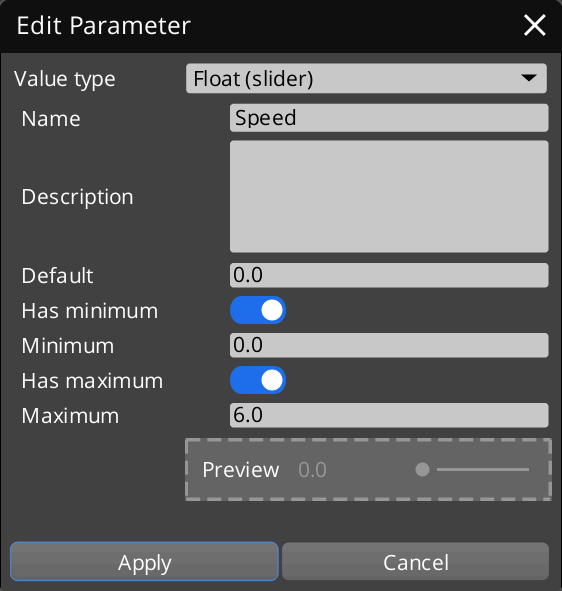 Edit Parameter
Value type Float (slider)
Name Speed
Description
Default 0.0
Has minimum
Minimum 0.0
Has maximum
Maximum 6.0
Preview 0.0
Apply Cancel